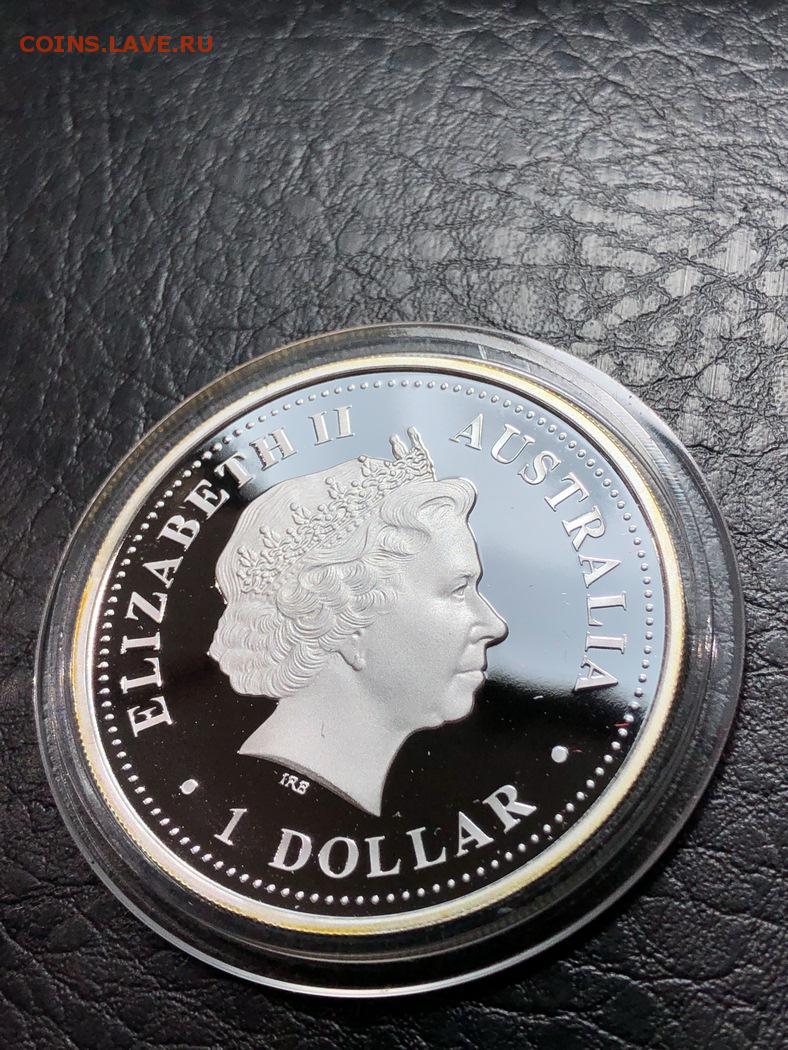 COINS.LAVE.RU
ELIZABETH II
AUSTRALIA
IRB
1 DOLLAR